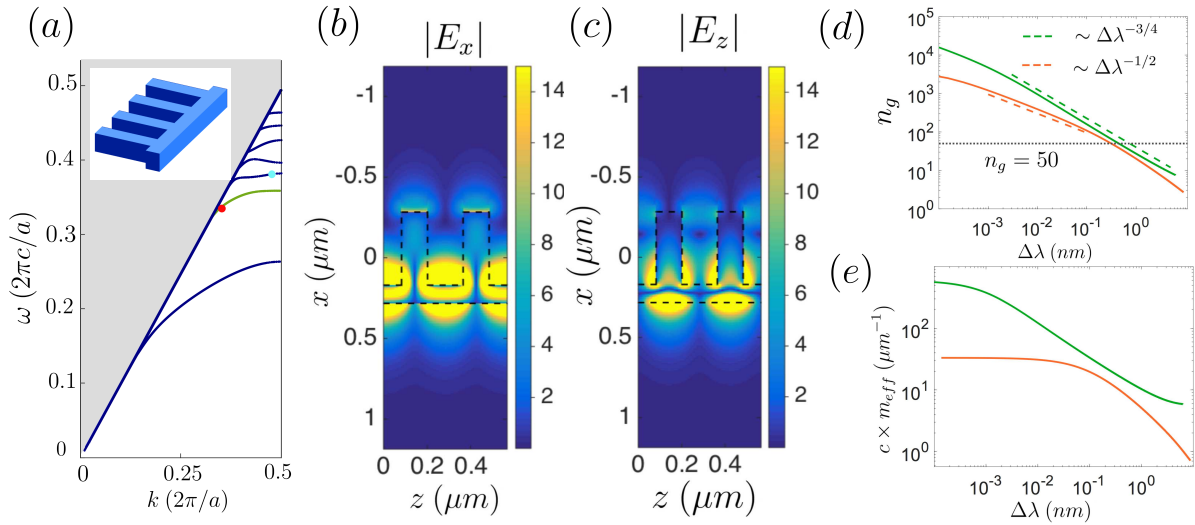 (a)
ω (2πc/a)
0.5
0.4
0.3
0.2
0.1
0
0 0.25 0.5
k (2π/a)
(b)
|E_x|
-1
-0.5
0
0.5
1
x (μm)
0 0.2 0.4
z (μm)
14
12
10
8
6
4
2
(c)
|E_z|
-1
-0.5
0
0.5
1
x (μm)
0 0.2 0.4
z (μm)
14
12
10
8
6
4
2
(d)
n_g
10^5
10^4
10^3
10^2
10^1
10^0
∼ Δλ^{-3/4}
∼ Δλ^{-1/2}
n_g = 50
10^{-3} 10^{-2} 10^{-1} 10^0
Δλ (nm)
(e)
c × m_{eff} (μm^{-1})
10^2
10^1
10^0
10^{-3} 10^{-2} 10^{-1} 10^0
Δλ (nm)